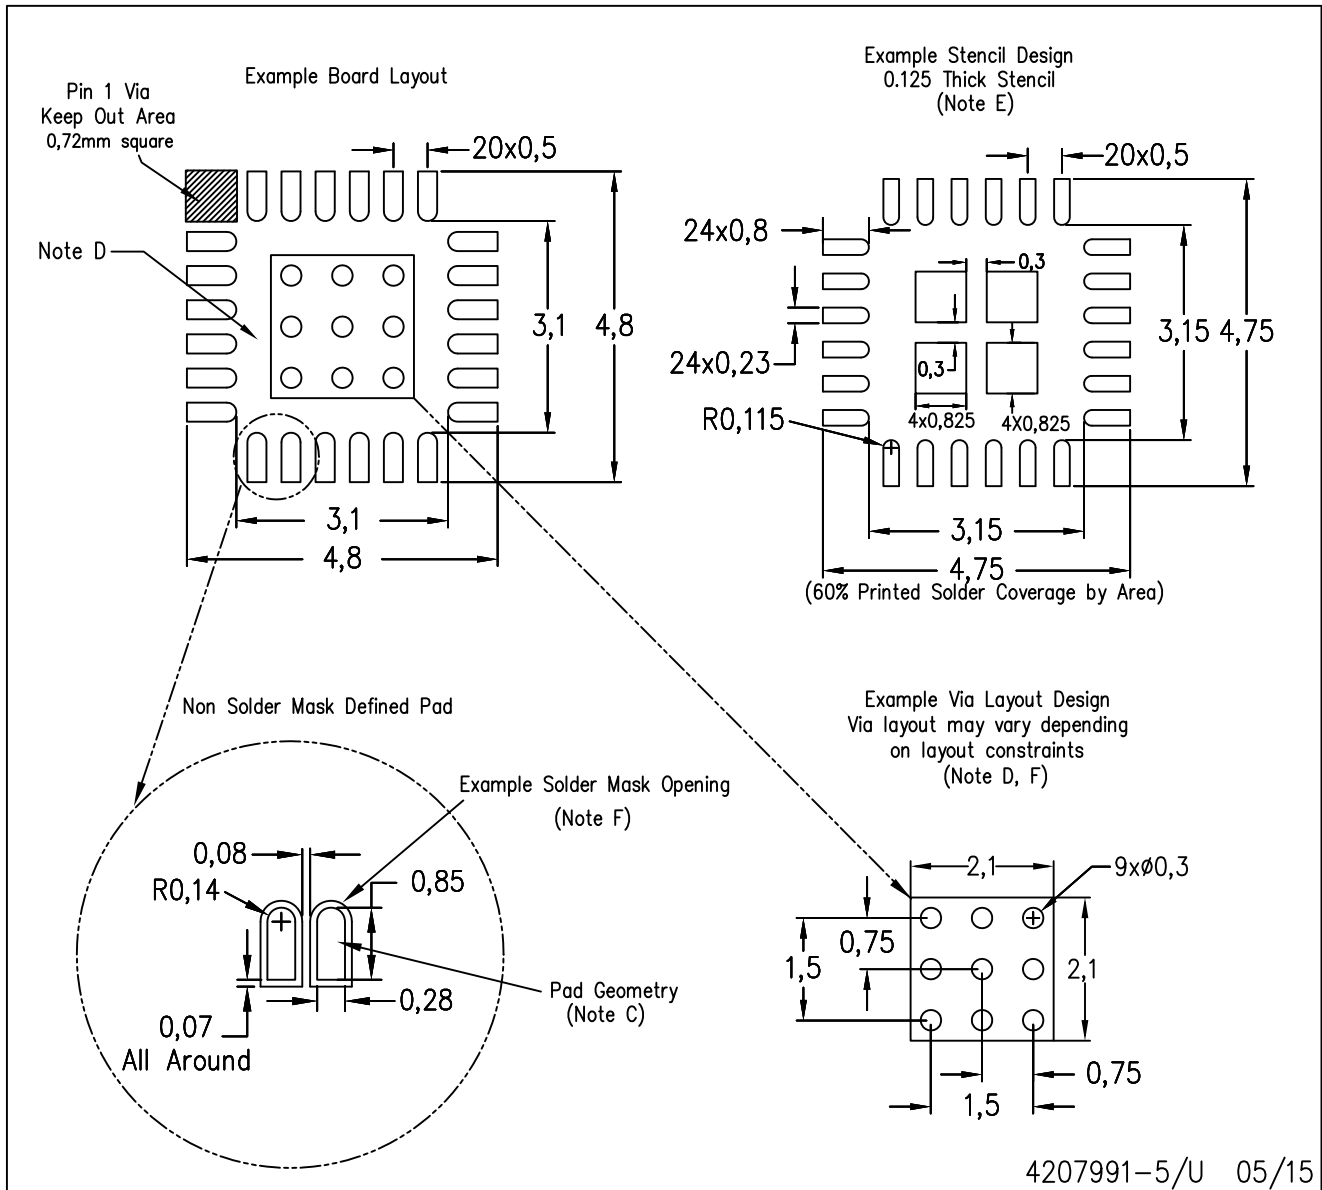 Example Board Layout
Pin 1 Via
Keep Out Area
0,72mm square
20x0,5
Note D
3,1
4,8
3,1
4,8
Example Stencil Design
0.125 Thick Stencil
(Note E)
20x0,5
24x0,8
0,3
24x0,23
0,3
3,15
4,75
R0,115
4x0,825
4X0,825
3,15
4,75
(60% Printed Solder Coverage by Area)
Non Solder Mask Defined Pad
Example Solder Mask Opening
(Note F)
0,08
R0,14
0,85
0,28
Pad Geometry
(Note C)
0,07
All Around
Example Via Layout Design
Via layout may vary depending
on layout constraints
(Note D, F)
2,1
9xø0,3
0,75
1,5
2,1
0,75
1,5
4207991-5/U 05/15